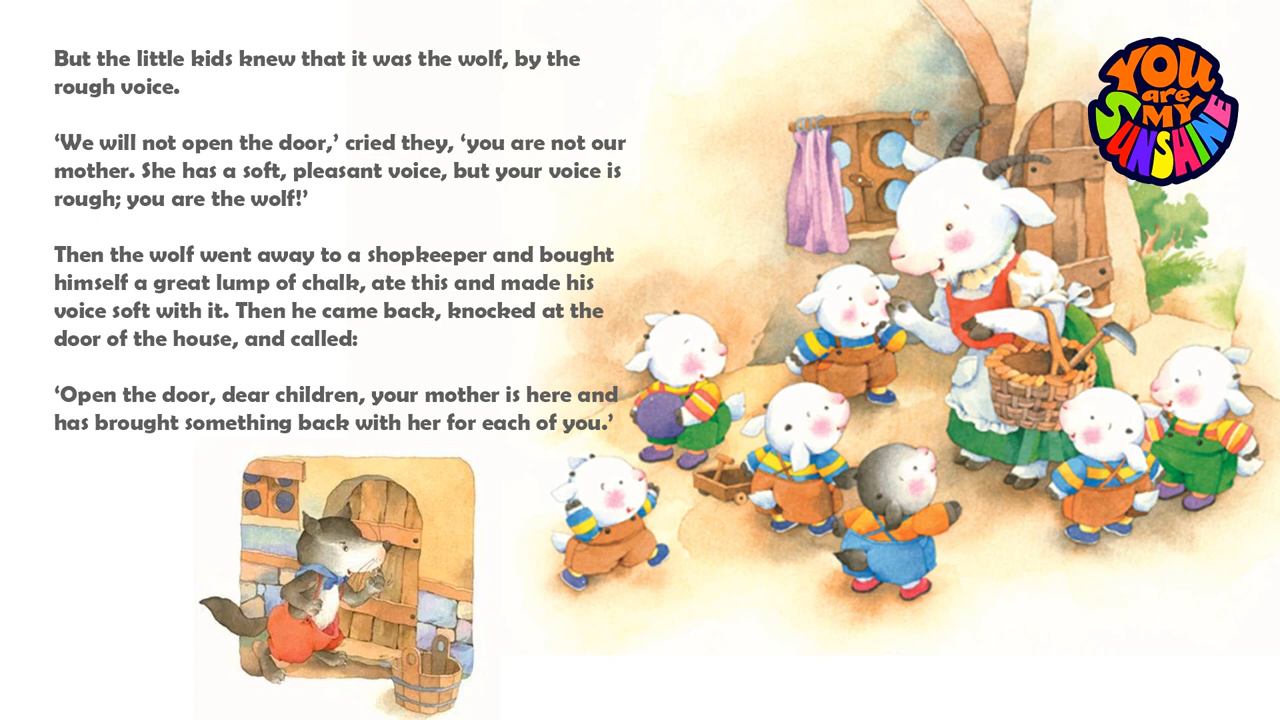 But the little kids knew that it was the wolf, by the
rough voice.
‘We will not open the door,’ cried they, ‘you are not our
mother. She has a soft, pleasant voice, but your voice is
rough; you are the wolf!’
Then the wolf went away to a shopkeeper and bought
himself a great lump of chalk, ate this and made his
voice soft with it. Then he came back, knocked at the
door of the house, and called:
‘Open the door, dear children, your mother is here and
has brought something back with her for each of you.’
YOU
are
MY
SUNSHINE